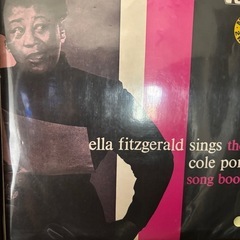 ella fitzgerald sings the
cole por
song boo